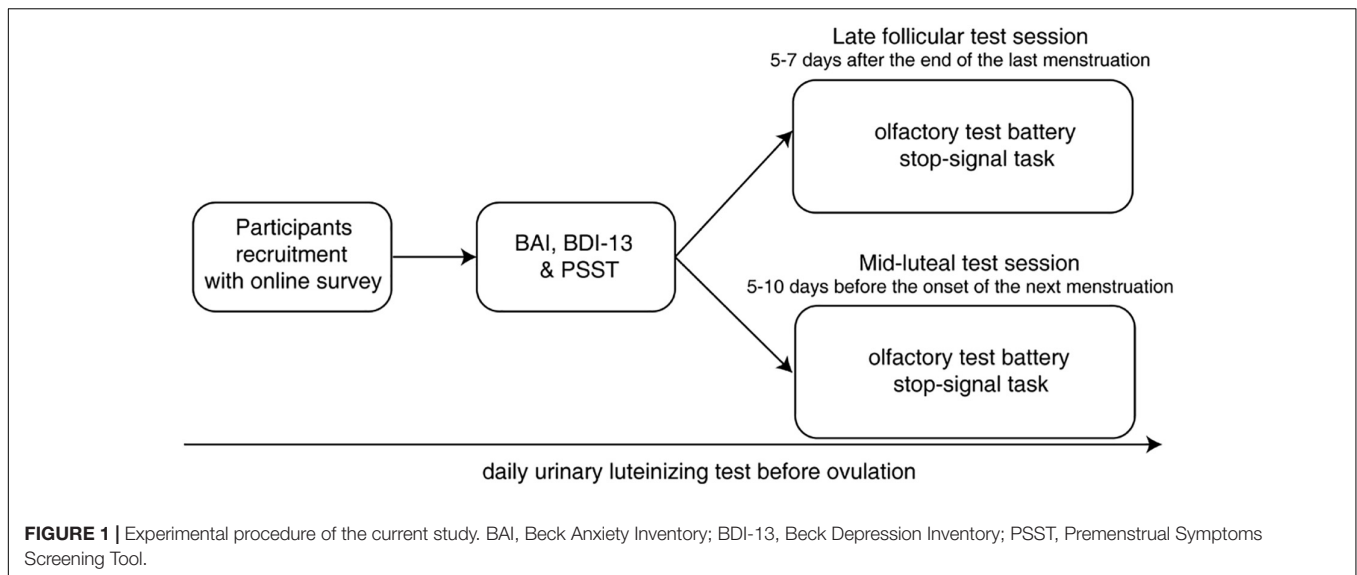 Late follicular test session
5-7 days after the end of the last menstruation
olfactory test battery
stop-signal task
Participants
recruitment
with online survey
BAI, BDI-13
& PSST
Mid-luteal test session
5-10 days before the onset of the next menstruation
olfactory test battery
stop-signal task
daily urinary luteinizing test before ovulation
FIGURE 1 | Experimental procedure of the current study. BAI, Beck Anxiety Inventory; BDI-13, Beck Depression Inventory; PSST, Premenstrual Symptoms
Screening Tool.